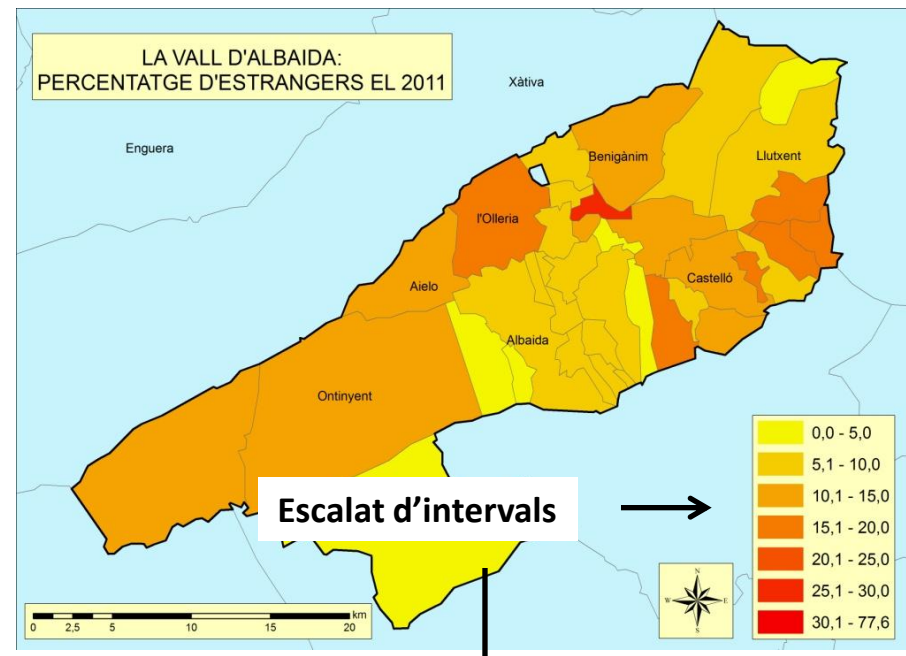 LA VALL D'ALBAIDA:
PERCENTATGE D'ESTRANGERS EL 2011
Xàtiva
Enguera
Benigànim
Llutxent
l'Olleria
Castelló
Aielo
Albaida
Ontinyent
Escalat d’intervals
0,0 - 5,0
5,1 - 10,0
10,1 - 15,0
15,1 - 20,0
20,1 - 25,0
25,1 - 30,0
30,1 - 77,6
N
W E
S
km
0 2,5 5 10 15 20